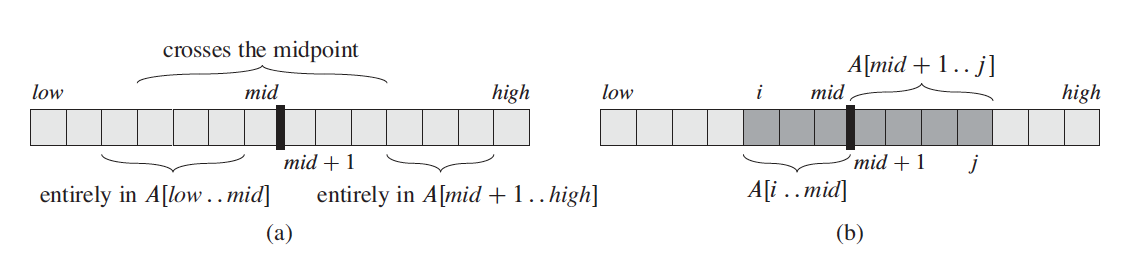 crosses the midpoint
low mid high
mid + 1
entirely in A[low . . mid] entirely in A[mid + 1 . . high]
(a)
A[mid + 1 . . j]
low i mid high
mid + 1 j
A[i . . mid]
(b)